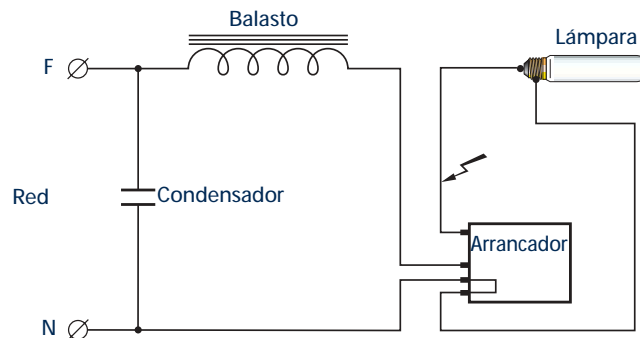 Balasto
Lámpara
F
Red
Condensador
Arrancador
N